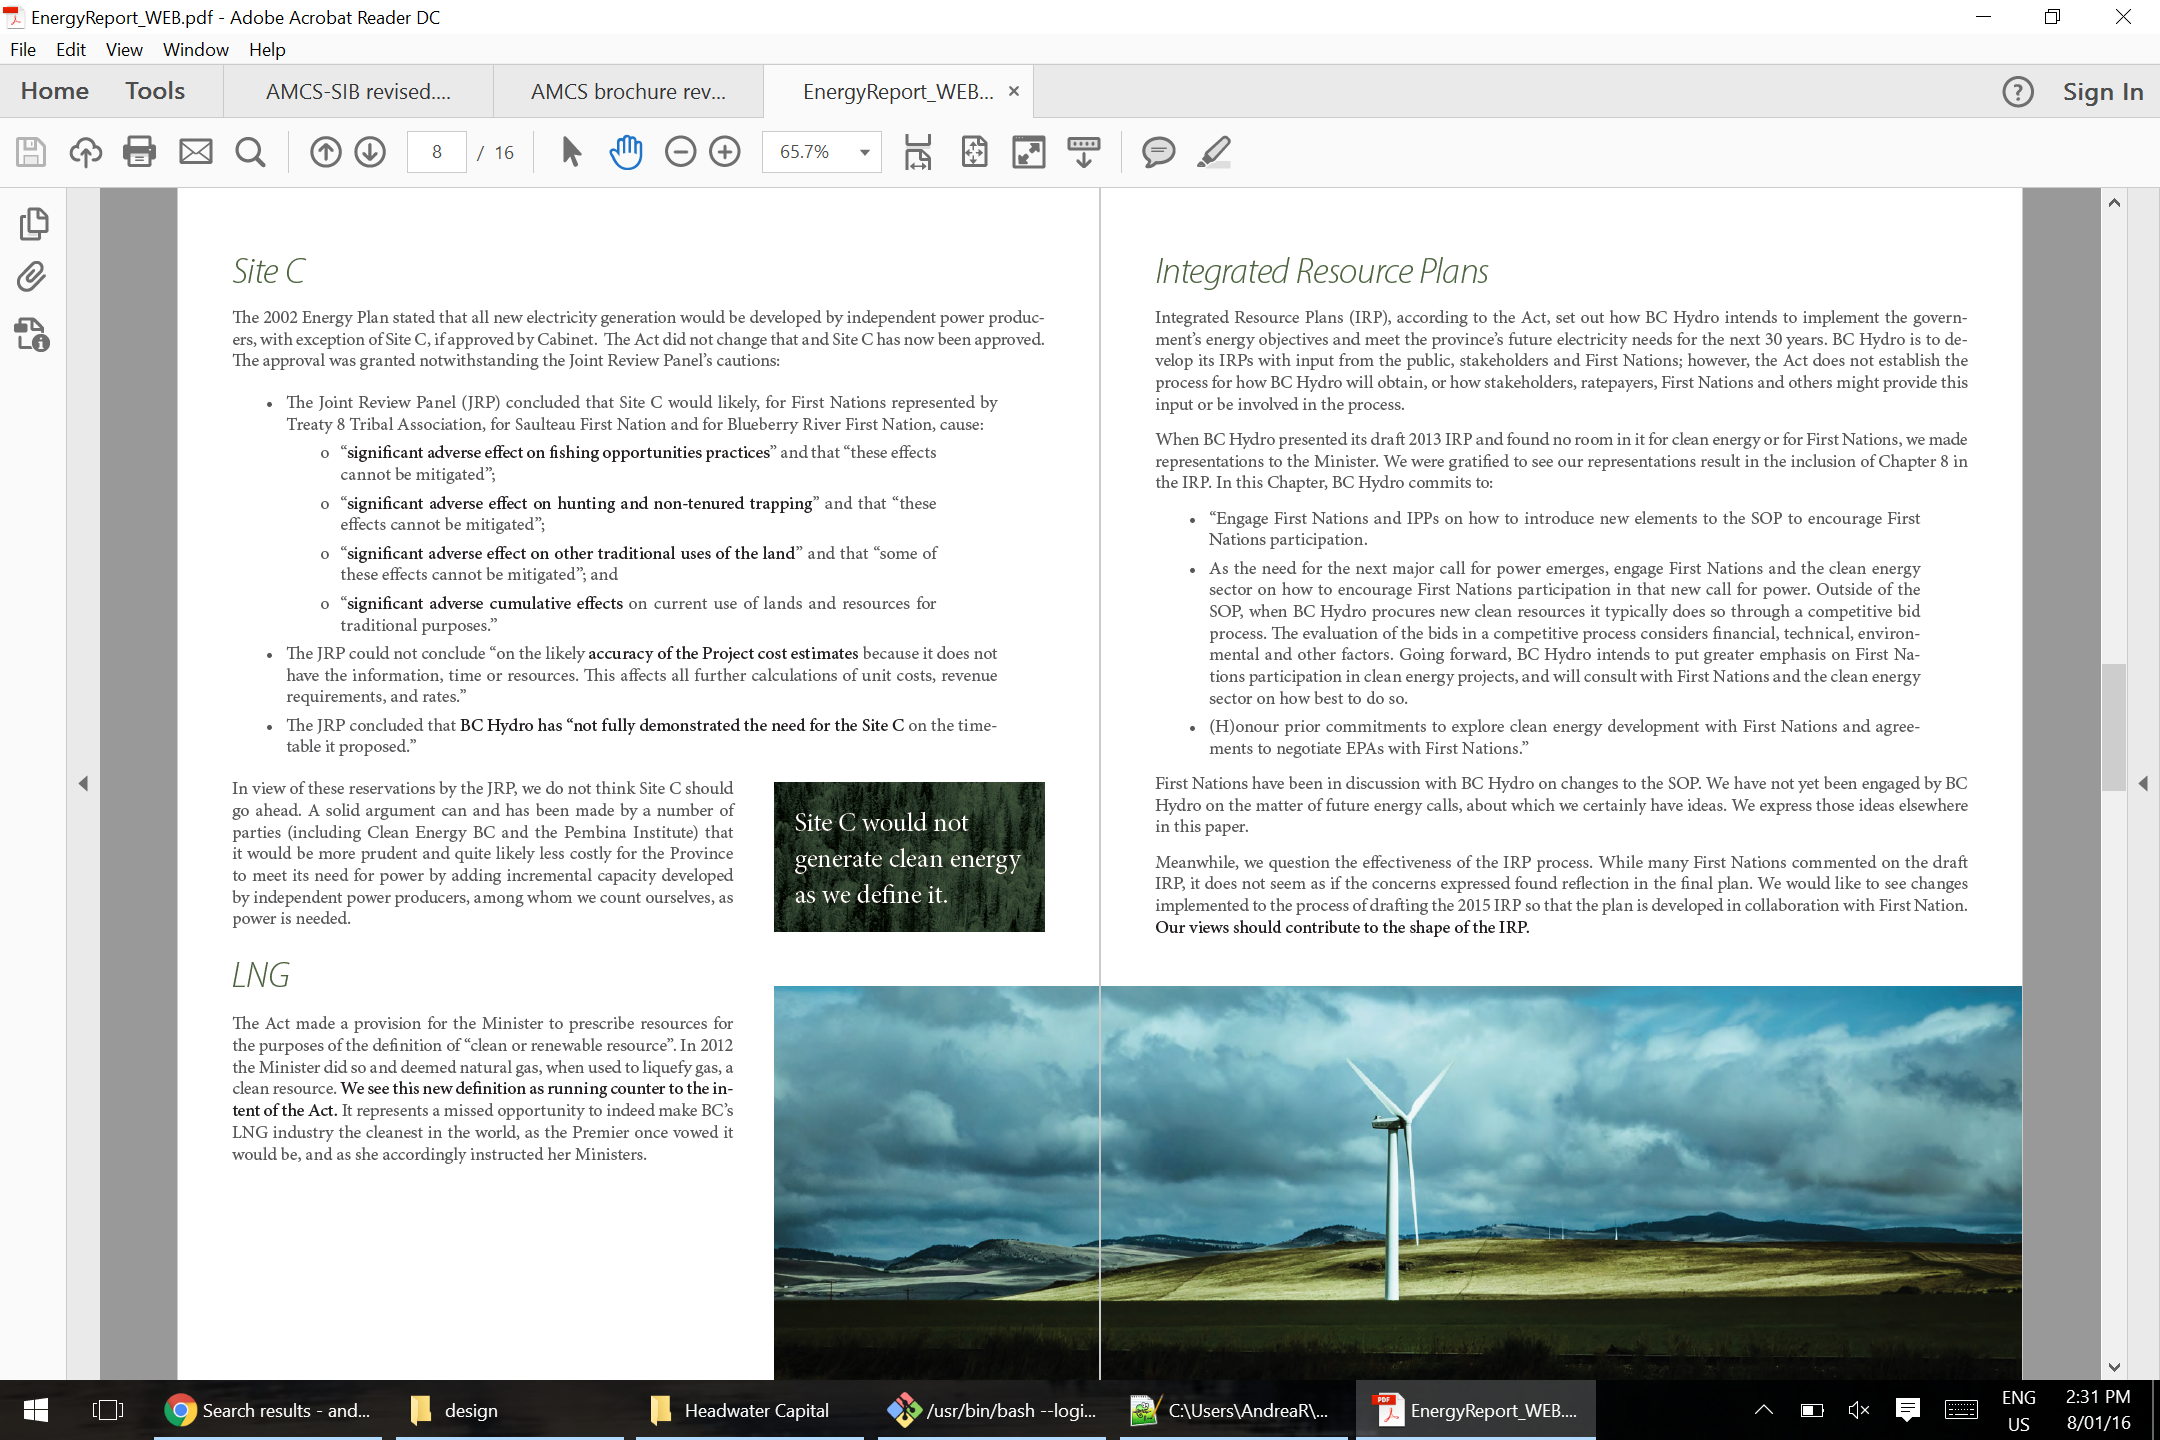 EnergyReport_WEB.pdf - Adobe Acrobat Reader DC
File Edit View Window Help
Home Tools AMCS-SIB revised.... AMCS brochure rev... EnergyReport_WEB... × ? Sign In
8 / 16 65.7%
Site C
The 2002 Energy Plan stated that all new electricity generation would be developed by independent power produc-
ers, with exception of Site C, if approved by Cabinet. The Act did not change that and Site C has now been approved.
The approval was granted notwithstanding the Joint Review Panel's cautions:
• The Joint Review Panel (JRP) concluded that Site C would likely, for First Nations represented by
Treaty 8 Tribal Association, for Saulteau First Nation and for Blueberry River First Nation, cause:
o “significant adverse effect on fishing opportunities practices” and that “these effects
cannot be mitigated”;
o “significant adverse effect on hunting and non-tenured trapping” and that “these
effects cannot be mitigated”;
o “significant adverse effect on other traditional uses of the land” and that “some of
these effects cannot be mitigated”; and
o “significant adverse cumulative effects on current use of lands and resources for
traditional purposes.”
• The JRP could not conclude “on the likely accuracy of the Project cost estimates because it does not
have the information, time or resources. This affects all further calculations of unit costs, revenue
requirements, and rates.”
• The JRP concluded that BC Hydro has “not fully demonstrated the need for the Site C on the time-
table it proposed.”
In view of these reservations by the JRP, we do not think Site C should
go ahead. A solid argument can and has been made by a number of
parties (including Clean Energy BC and the Pembina Institute) that
it would be more prudent and quite likely less costly for the Province
to meet its need for power by adding incremental capacity developed
by independent power producers, among whom we count ourselves, as
power is needed.
Site C would not
generate clean energy
as we define it.
LNG
The Act made a provision for the Minister to prescribe resources for
the purposes of the definition of “clean or renewable resource”. In 2012
the Minister did so and deemed natural gas, when used to liquefy gas, a
clean resource. We see this new definition as running counter to the in-
tent of the Act. It represents a missed opportunity to indeed make BC's
LNG industry the cleanest in the world, as the Premier once vowed it
would be, and as she accordingly instructed her Ministers.
Integrated Resource Plans
Integrated Resource Plans (IRP), according to the Act, set out how BC Hydro intends to implement the govern-
ment's energy objectives and meet the province's future electricity needs for the next 30 years. BC Hydro is to de-
velop its IRPs with input from the public, stakeholders and First Nations; however, the Act does not establish the
process for how BC Hydro will obtain, or how stakeholders, ratepayers, First Nations and others might provide this
input or be involved in the process.
When BC Hydro presented its draft 2013 IRP and found no room in it for clean energy or for First Nations, we made
representations to the Minister. We were gratified to see our representations result in the inclusion of Chapter 8 in
the IRP. In this Chapter, BC Hydro commits to:
• “Engage First Nations and IPPs on how to introduce new elements to the SOP to encourage First
Nations participation.
• As the need for the next major call for power emerges, engage First Nations and the clean energy
sector on how to encourage First Nations participation in that new call for power. Outside of the
SOP, when BC Hydro procures new clean resources it typically does so through a competitive bid
process. The evaluation of the bids in a competitive process considers financial, technical, environ-
mental and other factors. Going forward, BC Hydro intends to put greater emphasis on First Na-
tions participation in clean energy projects, and will consult with First Nations and the clean energy
sector on how best to do so.
• (H)onour prior commitments to explore clean energy development with First Nations and agree-
ments to negotiate EPAs with First Nations.”
First Nations have been in discussion with BC Hydro on changes to the SOP. We have not yet been engaged by BC
Hydro on the matter of future energy calls, about which we certainly have ideas. We express those ideas elsewhere
in this paper.
Meanwhile, we question the effectiveness of the IRP process. While many First Nations commented on the draft
IRP, it does not seem as if the concerns expressed found reflection in the final plan. We would like to see changes
implemented to the process of drafting the 2015 IRP so that the plan is developed in collaboration with First Nation.
Our views should contribute to the shape of the IRP.
Search results - and... design Headwater Capital /usr/bin/bash --logi... C:\Users\AndreaR\... EnergyReport_WEB.... ENG 2:31 PM
US 8/01/16